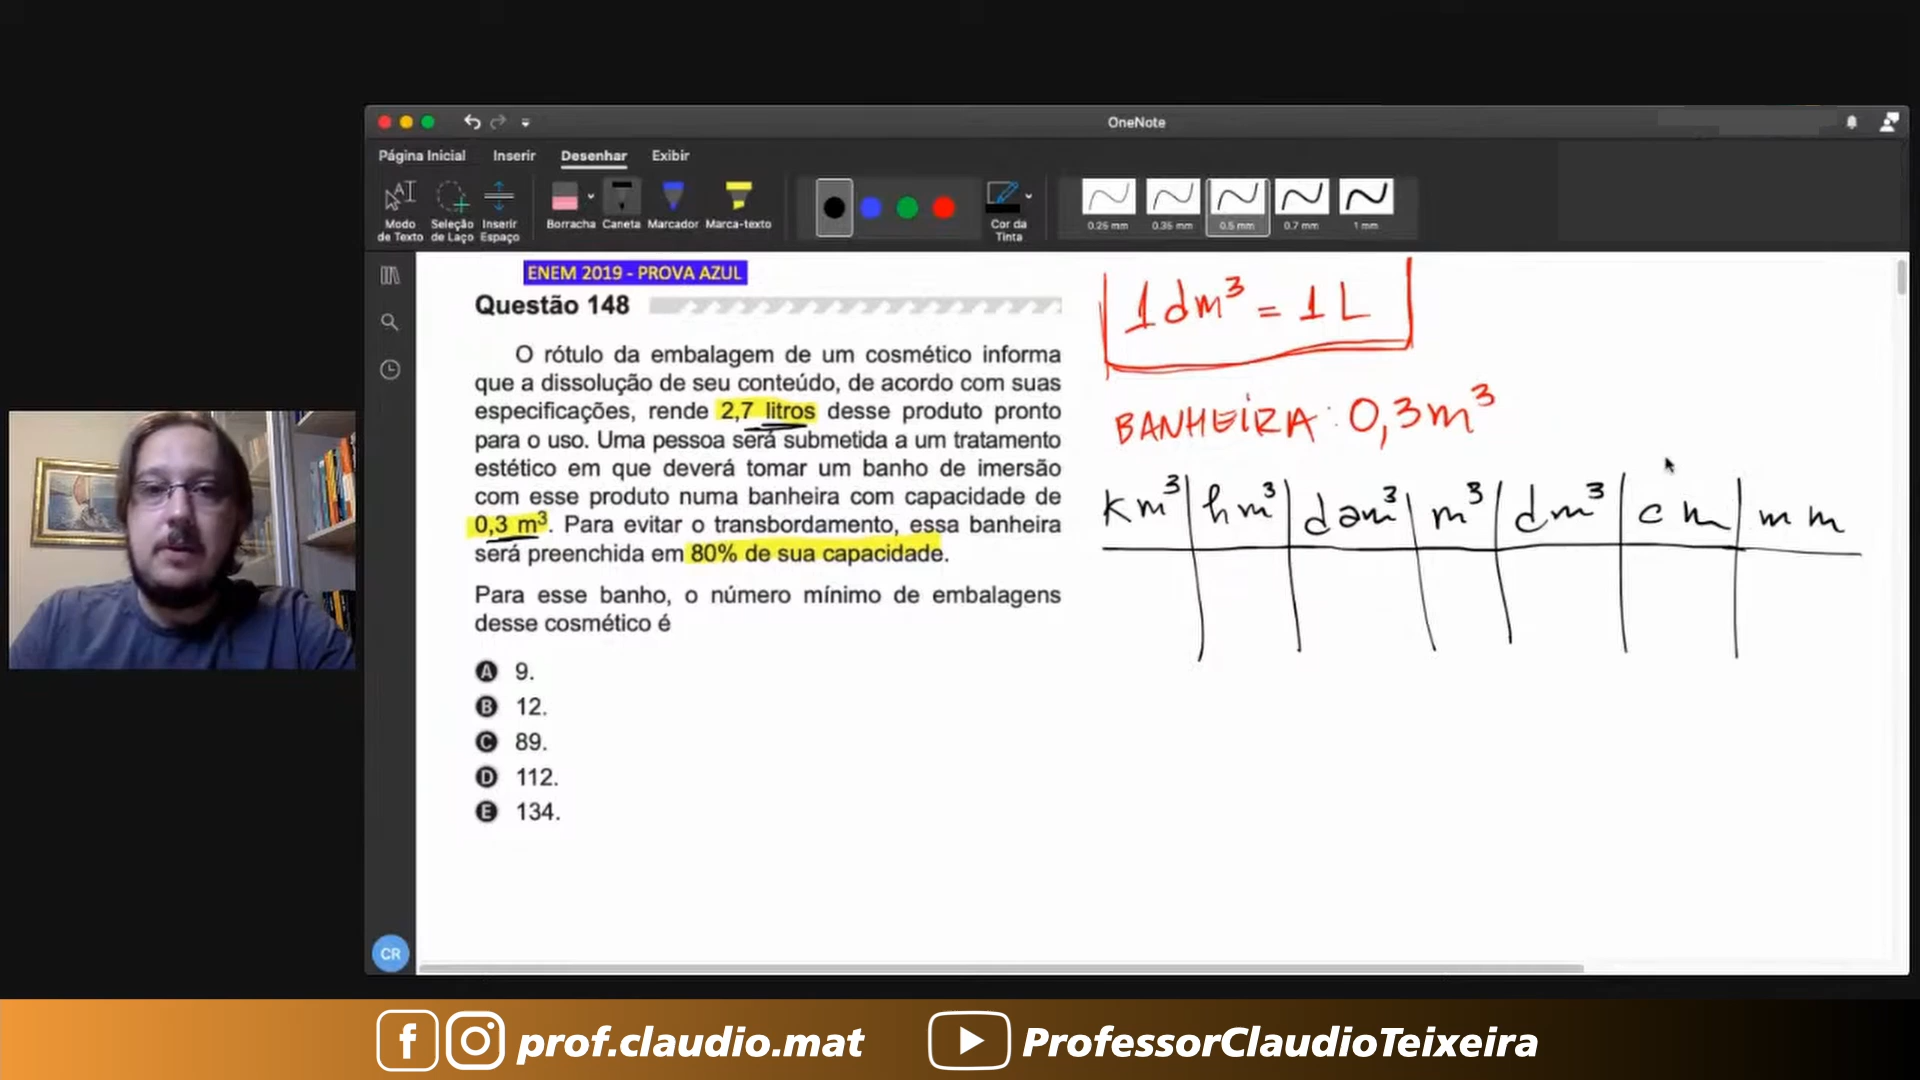 OneNote
Página Inicial Inserir Desenhar Exibir
Modo de Texto
Seleção de Laço
Inserir Espaço
Borracha
Caneta
Marcador
Marca-texto
Cor da Tinta
0.25 mm
0.35 mm
0.5 mm
0.7 mm
1 mm
ENEM 2019 - PROVA AZUL
Questão 148
O rótulo da embalagem de um cosmético informa
que a dissolução de seu conteúdo, de acordo com suas
especificações, rende 2,7 litros desse produto pronto
para o uso. Uma pessoa será submetida a um tratamento
estético em que deverá tomar um banho de imersão
com esse produto numa banheira com capacidade de
0,3 m³. Para evitar o transbordamento, essa banheira
será preenchida em 80% de sua capacidade.
Para esse banho, o número mínimo de embalagens
desse cosmético é
A 9.
B 12.
C 89.
D 112.
E 134.
1 dm³ = 1 L
BANHEIRA: 0,3m³
km³ hm³ dam³ m³ dm³ cm mm
CR
prof.claudio.mat
ProfessorClaudioTeixeira